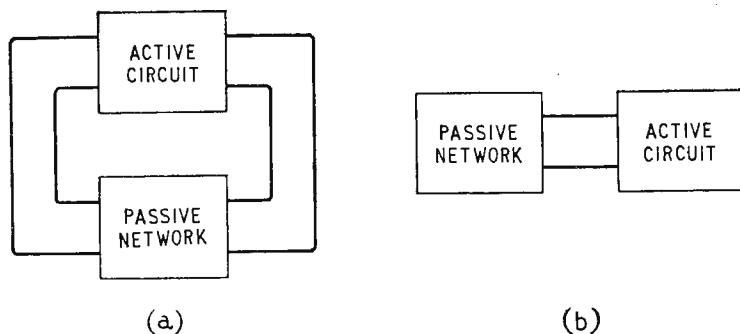 ACTIVE
CIRCUIT
PASSIVE
NETWORK
(a)
PASSIVE
NETWORK
ACTIVE
CIRCUIT
(b)